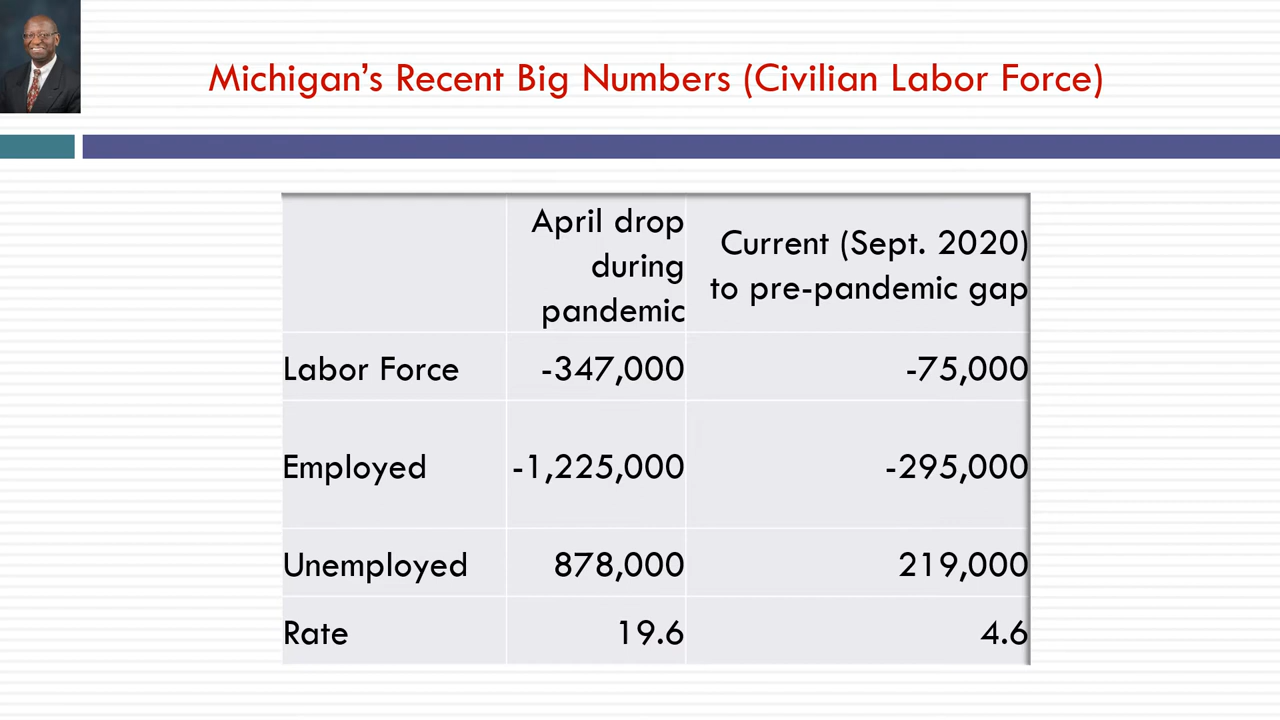 Michigan’s Recent Big Numbers (Civilian Labor Force)
April drop
during
pandemic
Current (Sept. 2020)
to pre-pandemic gap
Labor Force -347,000 -75,000
Employed -1,225,000 -295,000
Unemployed 878,000 219,000
Rate 19.6 4.6